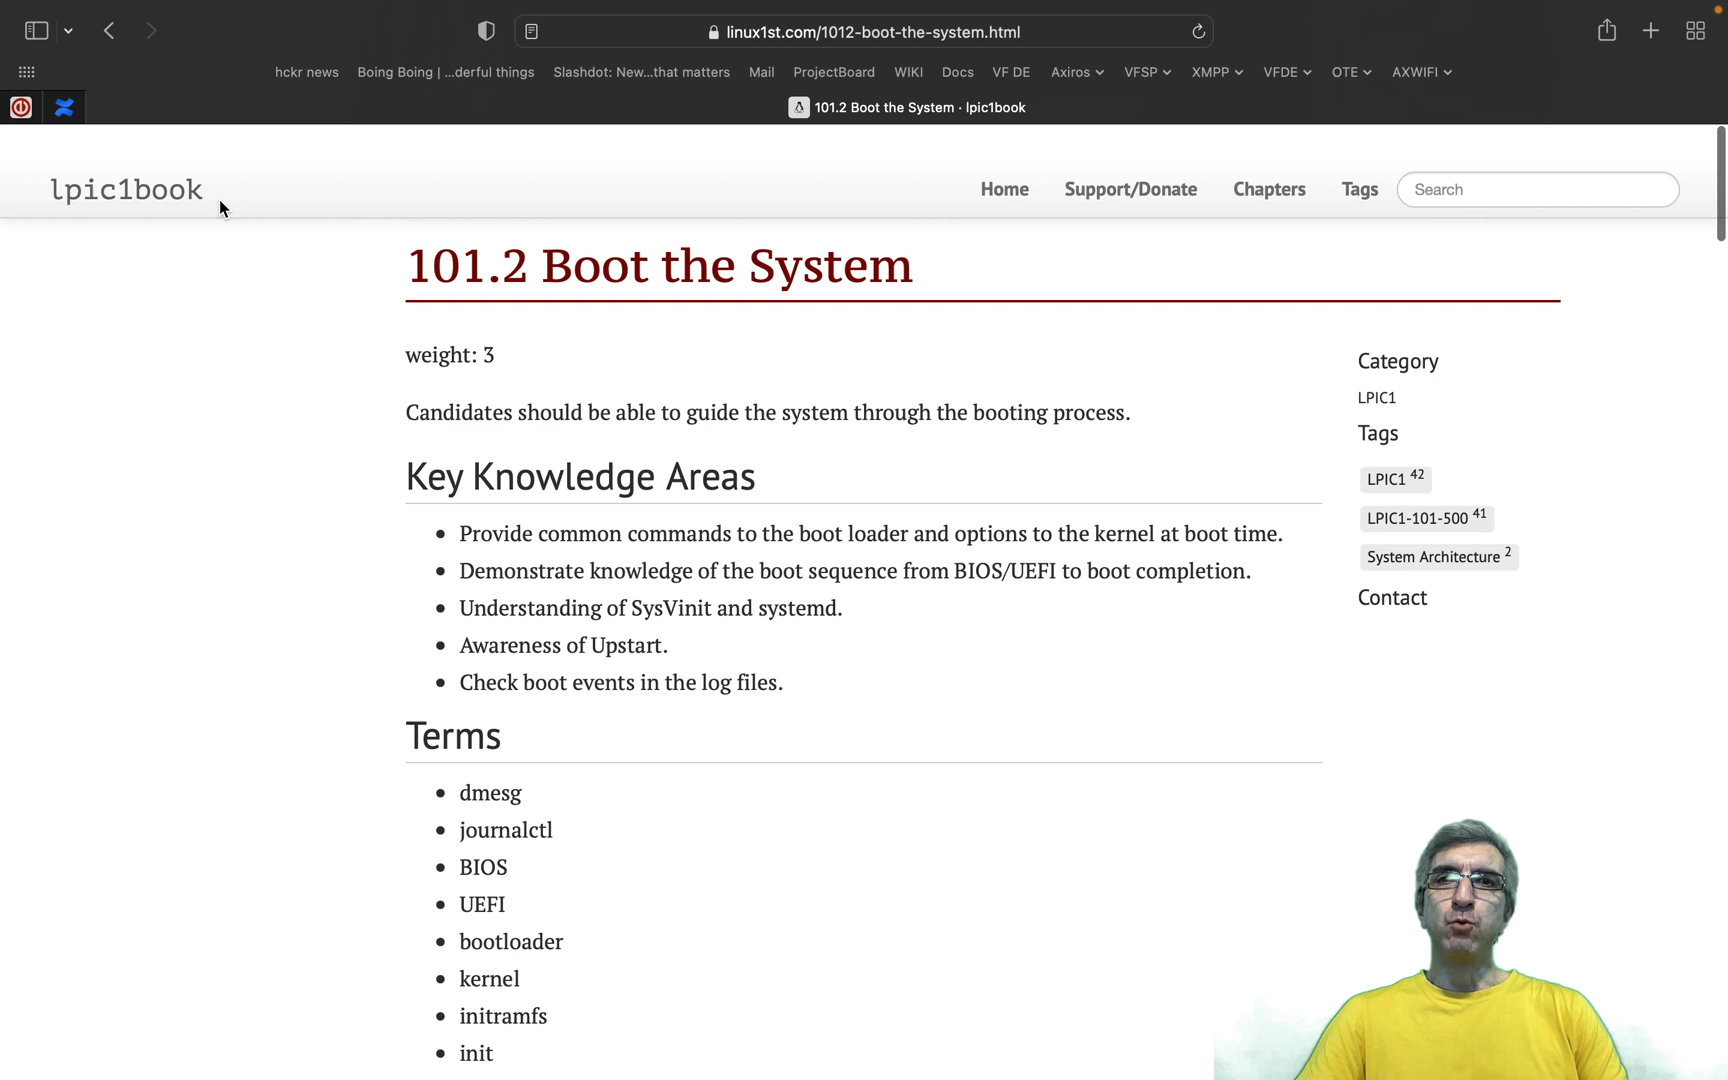 linux1st.com/1012-boot-the-system.html
hckr news
Boing Boing | ...derful things
Slashdot: New...that matters
Mail
ProjectBoard
WIKI
Docs
VF DE
Axiros
VFSP
XMPP
VFDE
OTE
AXWIFI
101.2 Boot the System · lpic1book
lpic1book
Home
Support/Donate
Chapters
Tags
Search
101.2 Boot the System
weight: 3
Candidates should be able to guide the system through the booting process.
Key Knowledge Areas
Provide common commands to the boot loader and options to the kernel at boot time.
Demonstrate knowledge of the boot sequence from BIOS/UEFI to boot completion.
Understanding of SysVinit and systemd.
Awareness of Upstart.
Check boot events in the log files.
Terms
dmesg
journalctl
BIOS
UEFI
bootloader
kernel
initramfs
init
Category
LPIC1
Tags
LPIC1 42
LPIC1-101-500 41
System Architecture 2
Contact